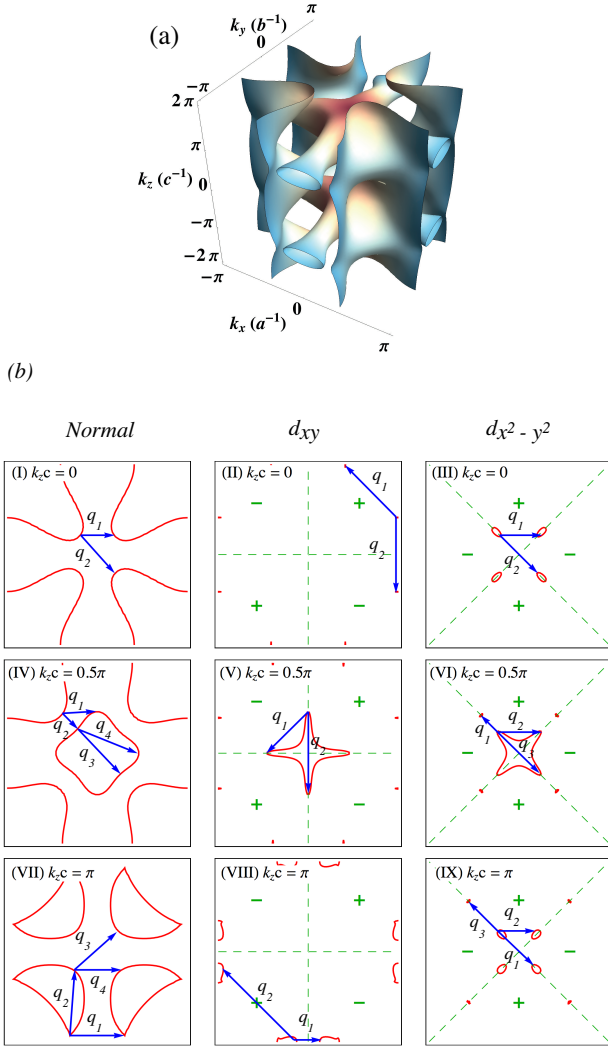 (a)
k_y (b⁻¹)
π
0
−π
2π
π
k_z (c⁻¹) 0
−π
−2π
−π
0
k_x (a⁻¹)
π
(b)
Normal
d_xy
d_x² - y²
(I) k_zc = 0
q_1
q_2
(II) k_zc = 0
q_1
− +
q_2
+ −
(III) k_zc = 0
+
q_1
− −
q_2
+
(IV) k_zc = 0.5π
q_1
q_2 q_4
q_3
(V) k_zc = 0.5π
− +
q_1
q_2
+ −
(VI) k_zc = 0.5π
+
q_2
q_1 q_3
− −
+
(VII) k_zc = π
q_3
q_4
q_2
q_1
(VIII) k_zc = π
− +
q_2
+ −
q_1
(IX) k_zc = π
+
q_2
q_3
− −
q_1
+